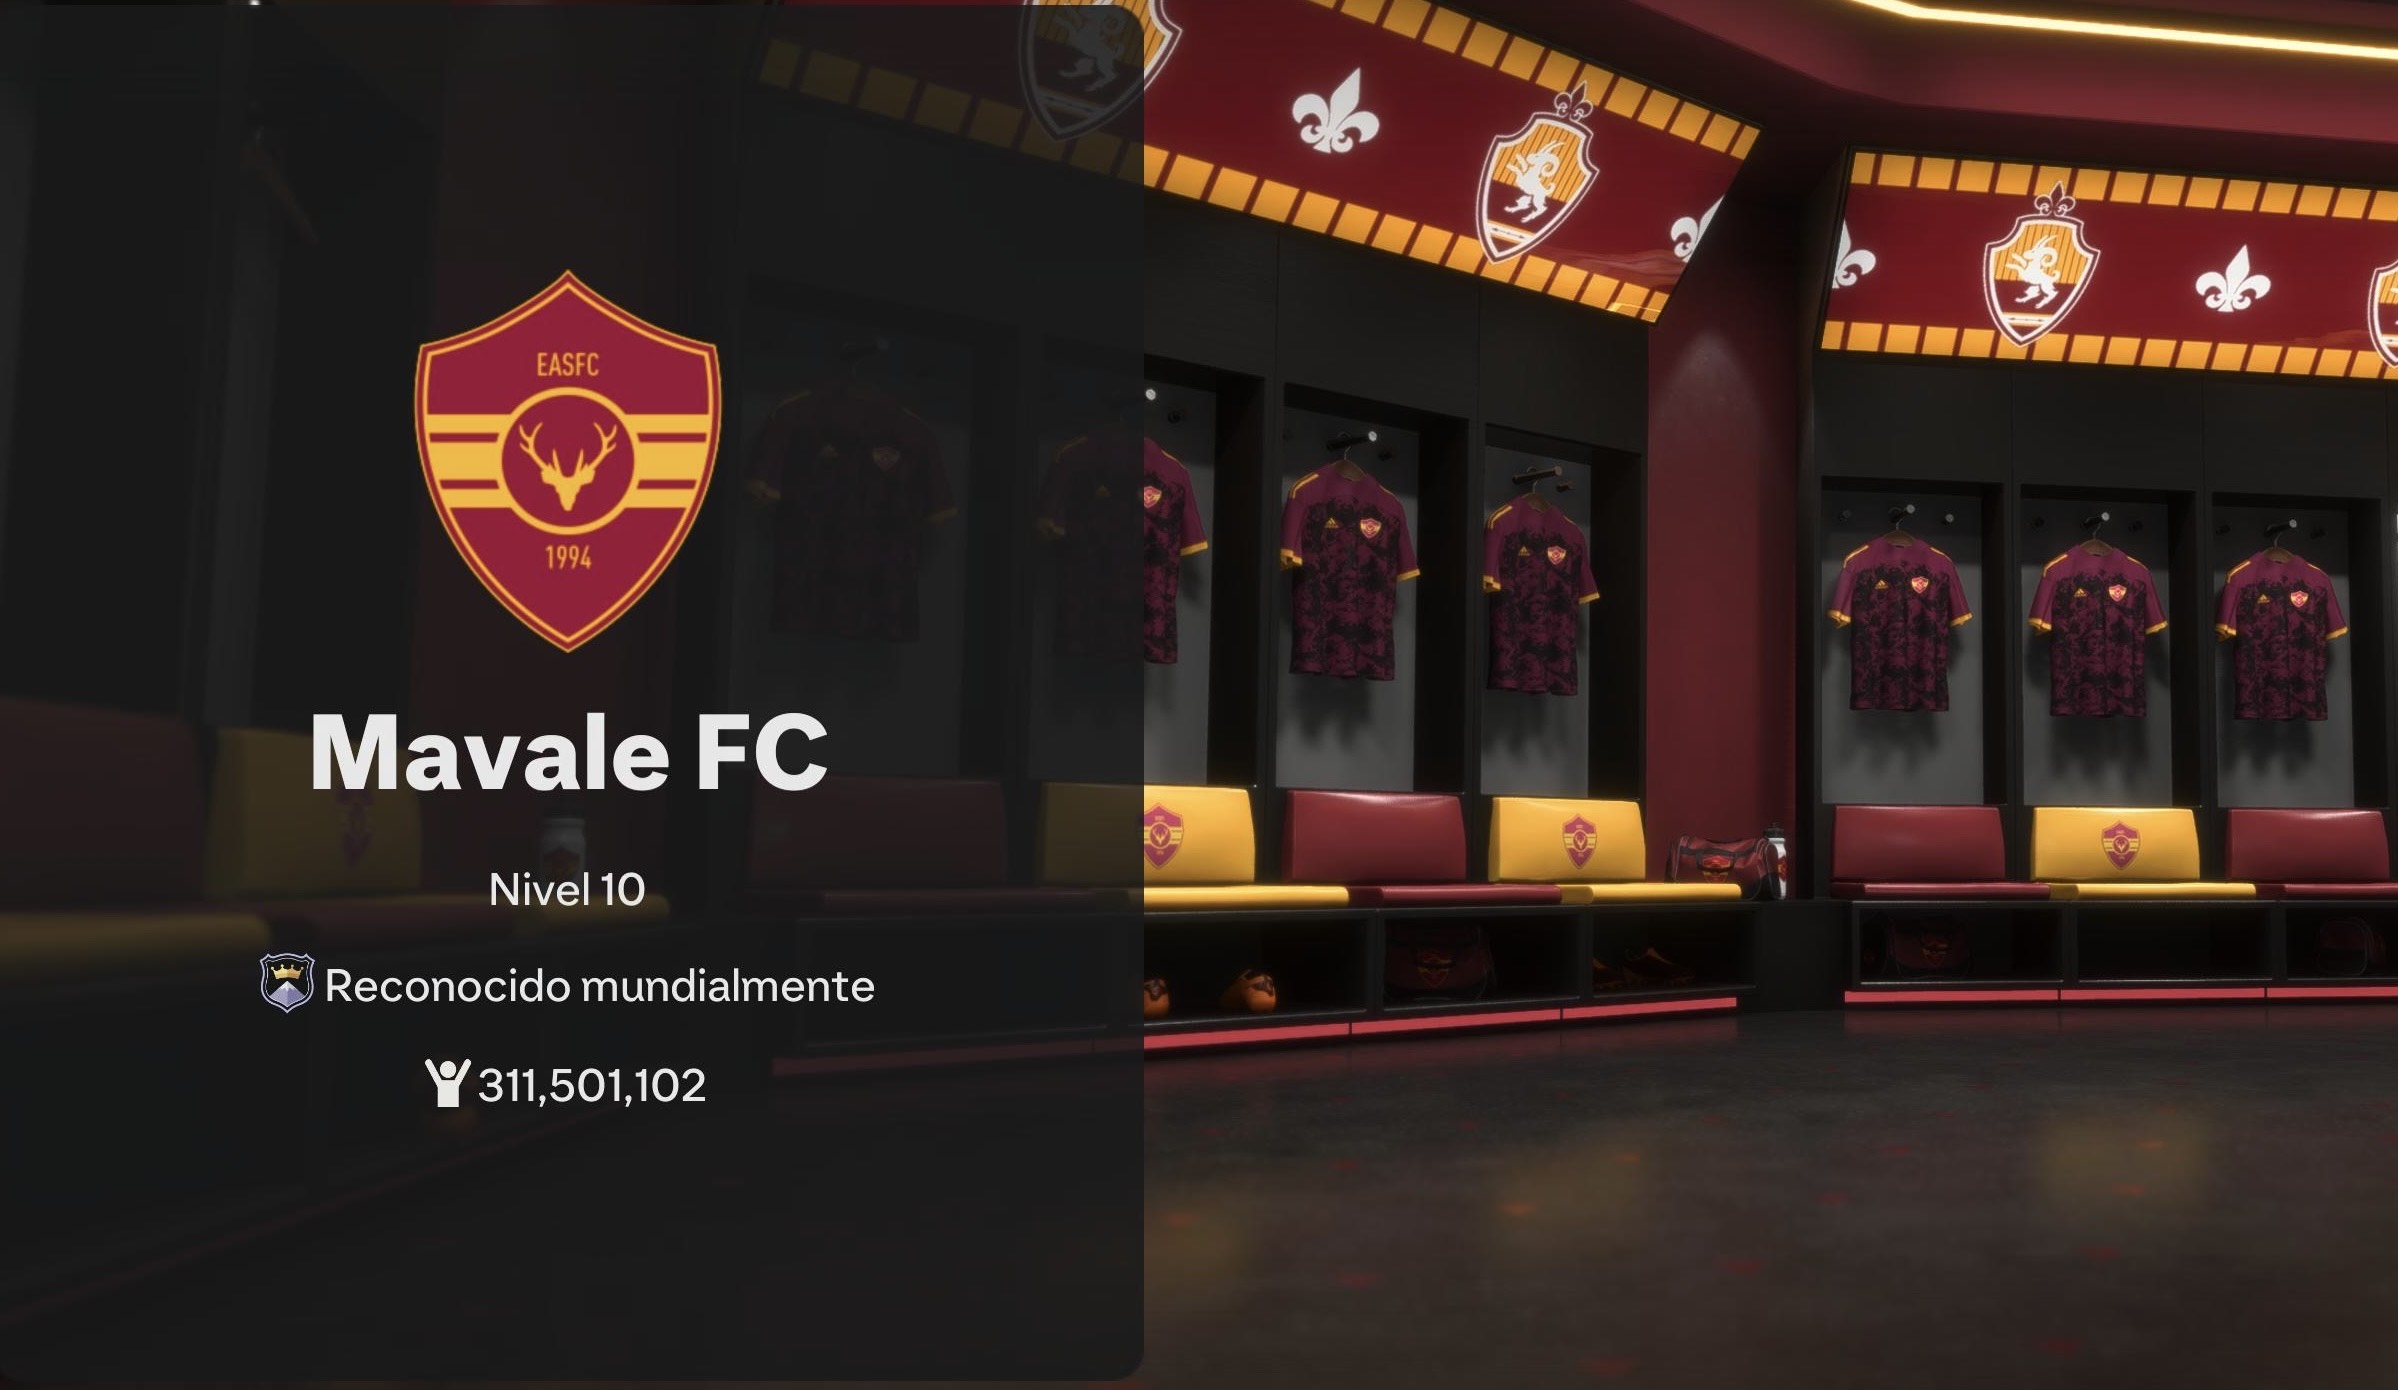 EASFC
1994
Mavale FC
Nivel 10
Reconocido mundialmente
311,501,102